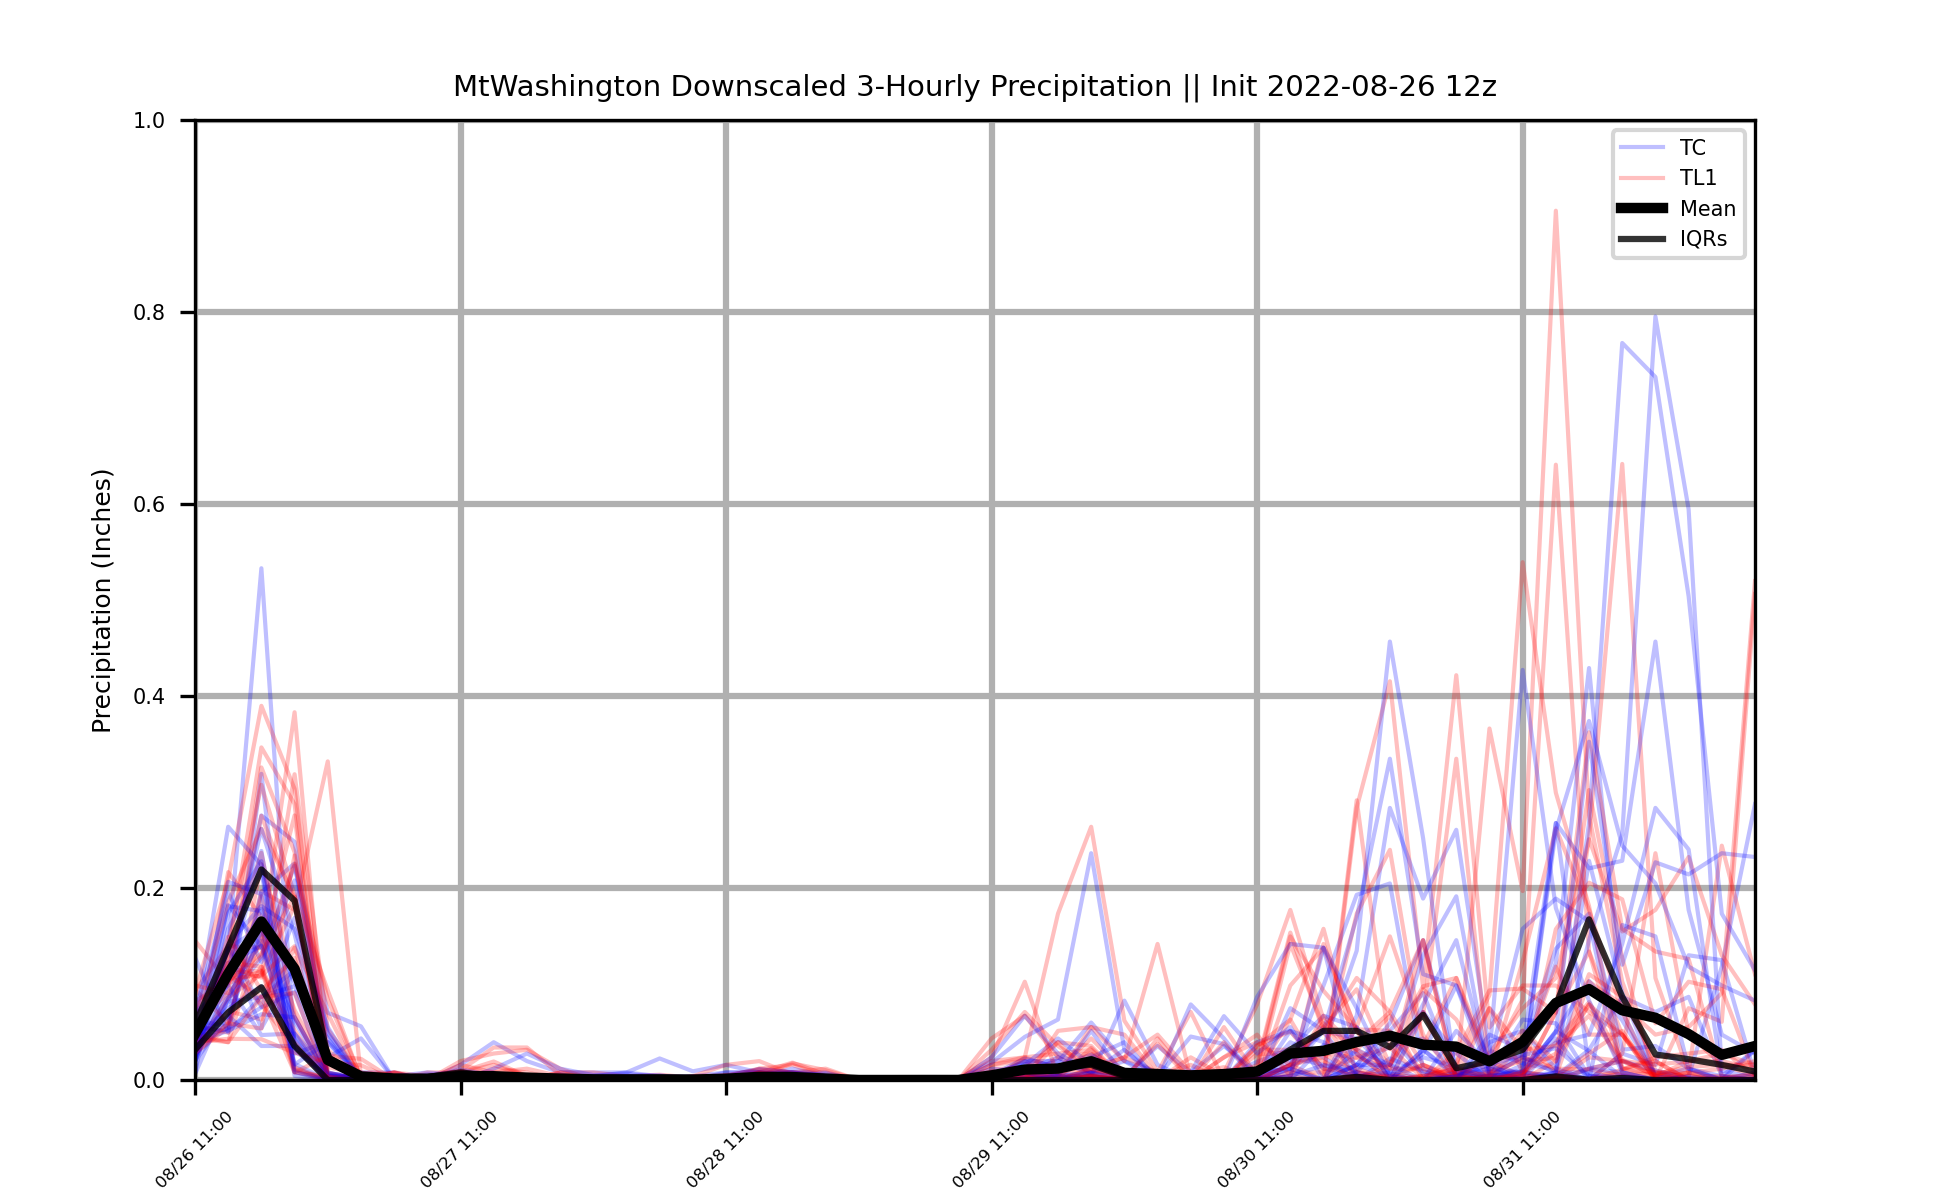 MtWashington Downscaled 3-Hourly Precipitation || Init 2022-08-26 12z
Precipitation (Inches)
1.0
0.8
0.6
0.4
0.2
0.0
TC
TL1
Mean
IQRs
08/26 11:00
08/27 11:00
08/28 11:00
08/29 11:00
08/30 11:00
08/31 11:00